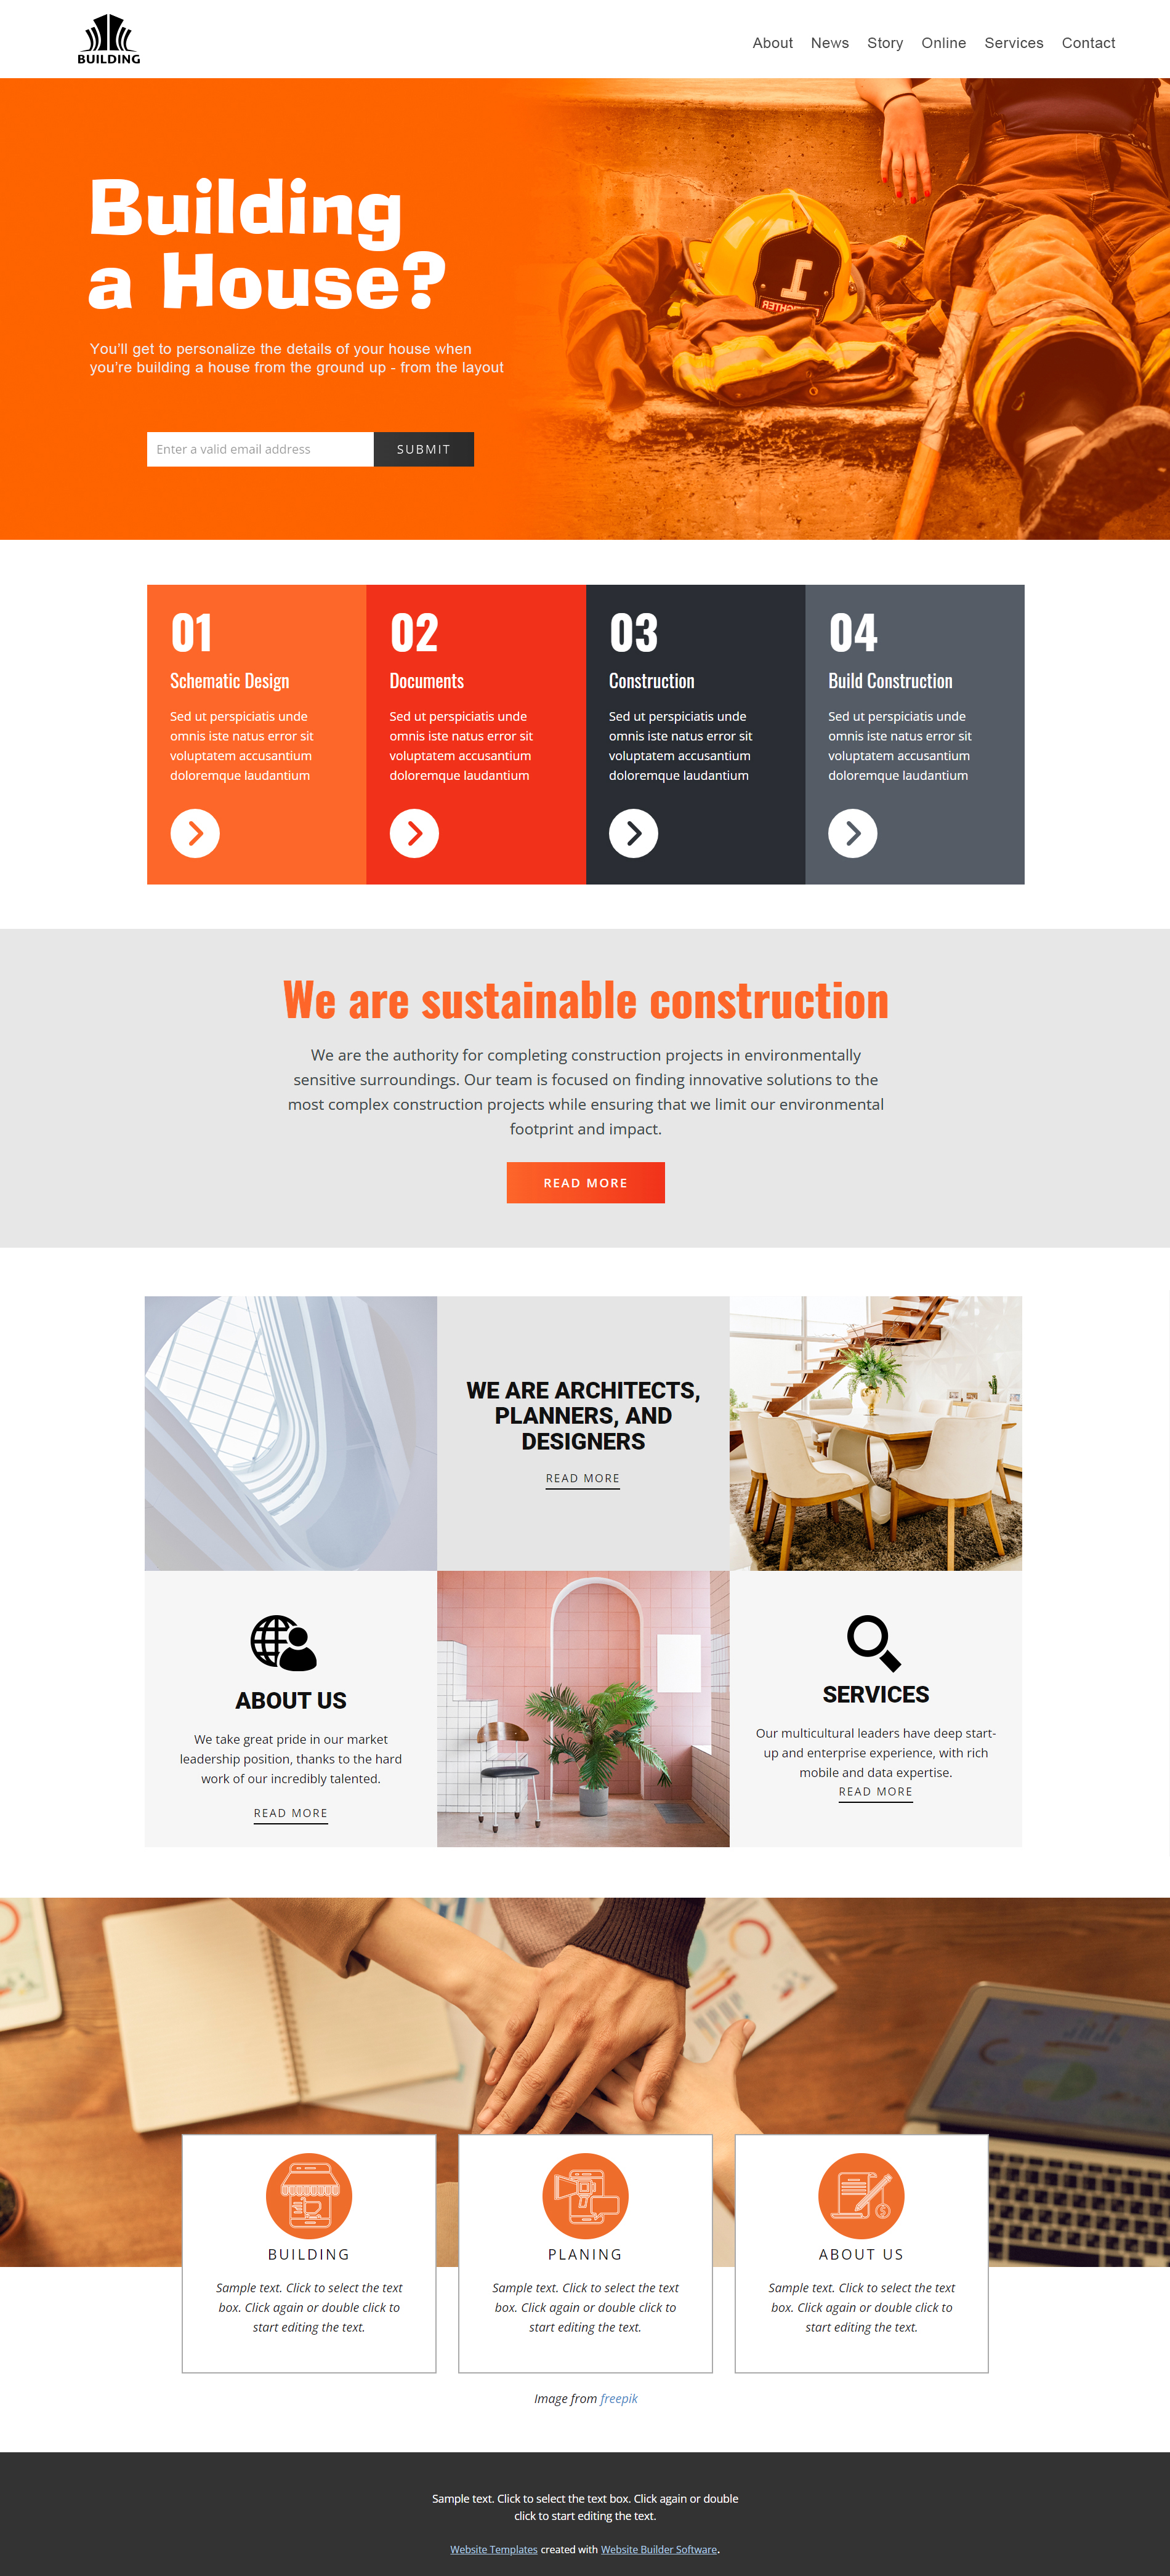 BUILDING
About News Story Online Services Contact
Building
a House?
You'll get to personalize the details of your house when
you're building a house from the ground up - from the layout
Enter a valid email address
SUBMIT
01
Schematic Design
Sed ut perspiciatis unde
omnis iste natus error sit
voluptatem accusantium
doloremque laudantium
02
Documents
Sed ut perspiciatis unde
omnis iste natus error sit
voluptatem accusantium
doloremque laudantium
03
Construction
Sed ut perspiciatis unde
omnis iste natus error sit
voluptatem accusantium
doloremque laudantium
04
Build Construction
Sed ut perspiciatis unde
omnis iste natus error sit
voluptatem accusantium
doloremque laudantium
We are sustainable construction
We are the authority for completing construction projects in environmentally
sensitive surroundings. Our team is focused on finding innovative solutions to the
most complex construction projects while ensuring that we limit our environmental
footprint and impact.
READ MORE
WE ARE ARCHITECTS,
PLANNERS, AND
DESIGNERS
READ MORE
ABOUT US
We take great pride in our market
leadership position, thanks to the hard
work of our incredibly talented.
READ MORE
SERVICES
Our multicultural leaders have deep start-
up and enterprise experience, with rich
mobile and data expertise.
READ MORE
BUILDING
Sample text. Click to select the text
box. Click again or double click to
start editing the text.
PLANING
Sample text. Click to select the text
box. Click again or double click to
start editing the text.
ABOUT US
Sample text. Click to select the text
box. Click again or double click to
start editing the text.
Image from freepik
Sample text. Click to select the text box. Click again or double
click to start editing the text.
Website Templates created with Website Builder Software.